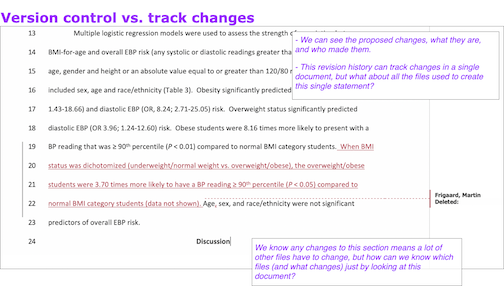 Version control vs. track changes
13 Multiple logistic regression models were used to assess the strength of
- We can see the proposed changes, what they are,
and who made them.
- This revision history can track changes in a single
document, but what about all the files used to create
this single statement?
14 BMI-for-age and overall EBP risk (any systolic or diastolic readings greater tha
15 age, gender and height or an absolute value equal to or greater than 120/80
16 included sex, age and race/ethnicity (Table 3). Obesity significantly predicted
17 1.43-18.66) and diastolic EBP (OR, 8.24; 2.71-25.05) risk. Overweight status significantly predicted
18 diastolic EBP (OR 3.96; 1.24-12.60) risk. Obese students were 8.16 times more likely to present with a
19 BP reading that was ≥ 90th percentile (P < 0.01) compared to normal BMI category students. When BMI
20 status was dichotomized (underweight/normal weight vs. overweight/obese), the overweight/obese
21 students were 3.70 times more likely to have a BP reading ≥ 90th percentile (P < 0.05) compared to
22 normal BMI category students (data not shown). Age, sex, and race/ethnicity were not significant
Frigaard, Martin
Deleted:
23 predictors of overall EBP risk.
24 Discussion
We know any changes to this section means a lot of
other files have to change, but how can we know which
files (and what changes) just by looking at this
document?